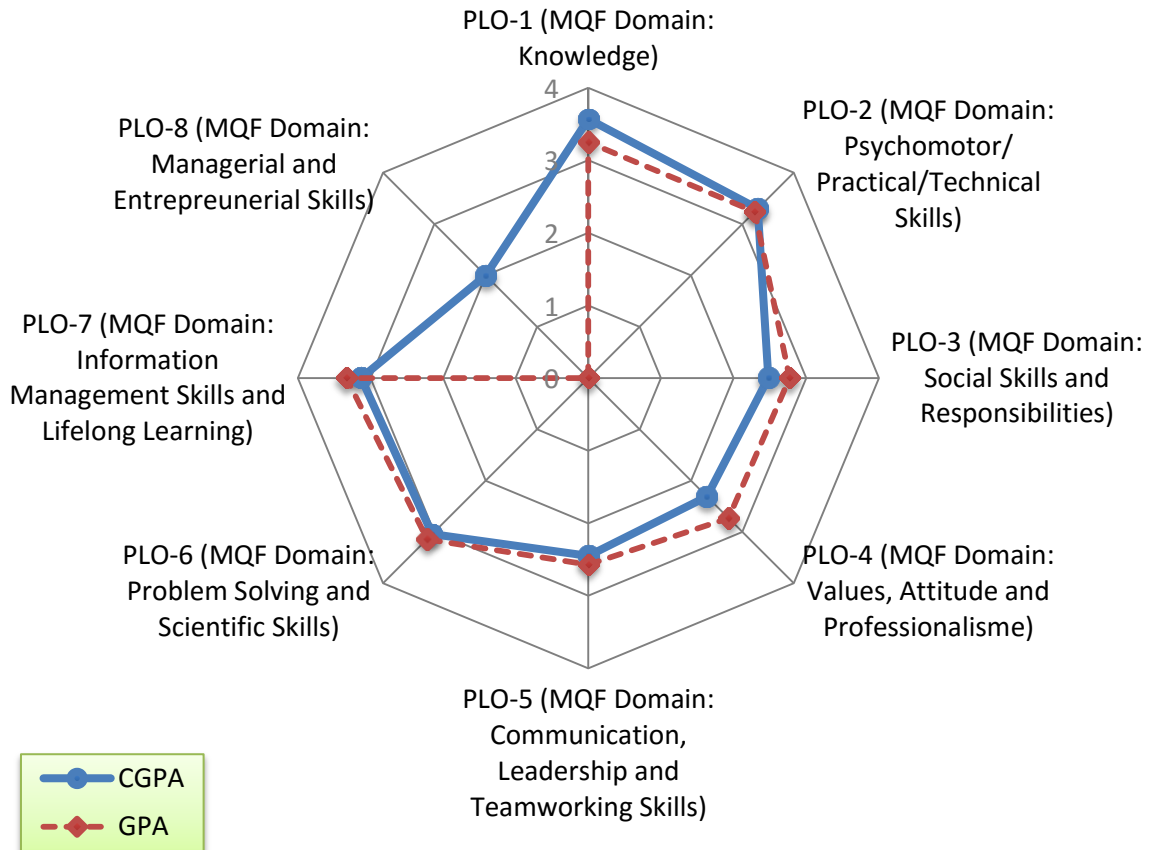 PLO-1 (MQF Domain:
Knowledge)
PLO-2 (MQF Domain:
Psychomotor/
Practical/Technical
Skills)
PLO-3 (MQF Domain:
Social Skills and
Responsibilities)
PLO-4 (MQF Domain:
Values, Attitude and
Professionalisme)
PLO-5 (MQF Domain:
Communication,
Leadership and
Teamworking Skills)
PLO-6 (MQF Domain:
Problem Solving and
Scientific Skills)
PLO-7 (MQF Domain:
Information
Management Skills and
Lifelong Learning)
PLO-8 (MQF Domain:
Managerial and
Entrepreunerial Skills)
4
3
2
1
0
CGPA
GPA